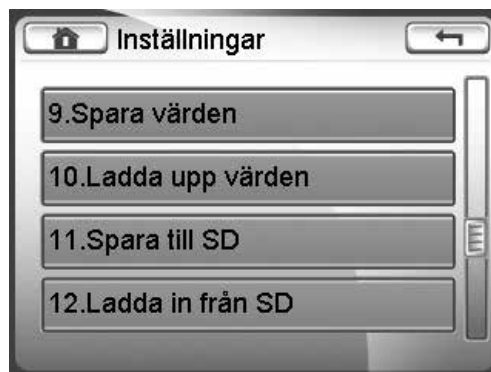 Inställningar
9.Spara värden
10.Ladda upp värden
11.Spara till SD
12.Ladda in från SD